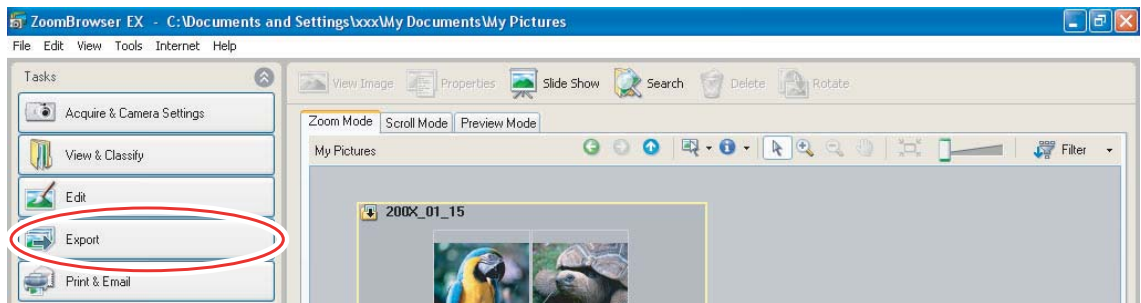 ZoomBrowser EX - C:\Documents and Settings\xxx\My Documents\My Pictures
File Edit View Tools Internet Help
Tasks
View Image Properties Slide Show Search Delete Rotate
Acquire & Camera Settings
Zoom Mode Scroll Mode Preview Mode
View & Classify
My Pictures
Filter
Edit
200X_01_15
Export
Print & Email